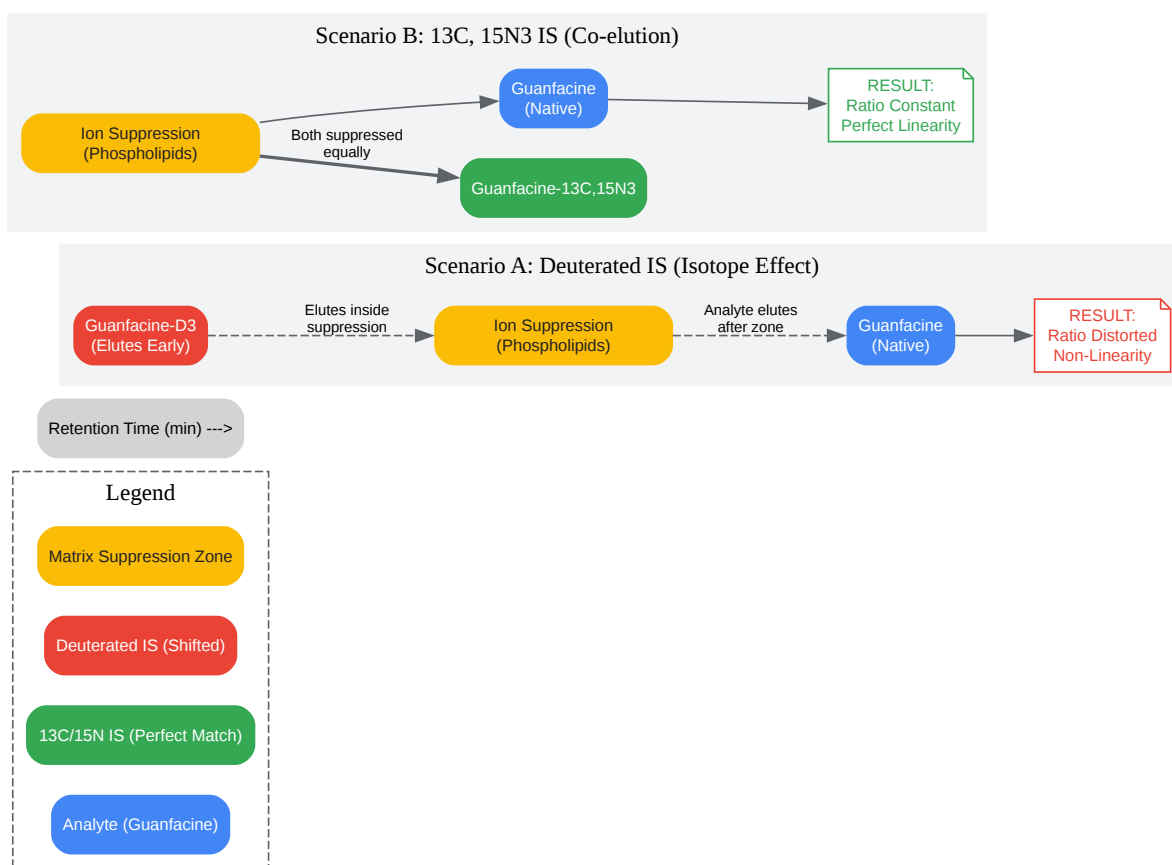 Scenario B: 13C, 15N3 IS (Co-elution)
Ion Suppression
(Phospholipids)
Both suppressed
equally
Guanfacine
(Native)
Guanfacine-13C,15N3
RESULT:
Ratio Constant
Perfect Linearity
Scenario A: Deuterated IS (Isotope Effect)
Guanfacine-D3
(Elutes Early)
Elutes inside
suppression
Ion Suppression
(Phospholipids)
Analyte elutes
after zone
Guanfacine
(Native)
RESULT:
Ratio Distorted
Non-Linearity
Retention Time (min) --->
Legend
Matrix Suppression Zone
Deuterated IS (Shifted)
13C/15N IS (Perfect Match)
Analyte (Guanfacine)